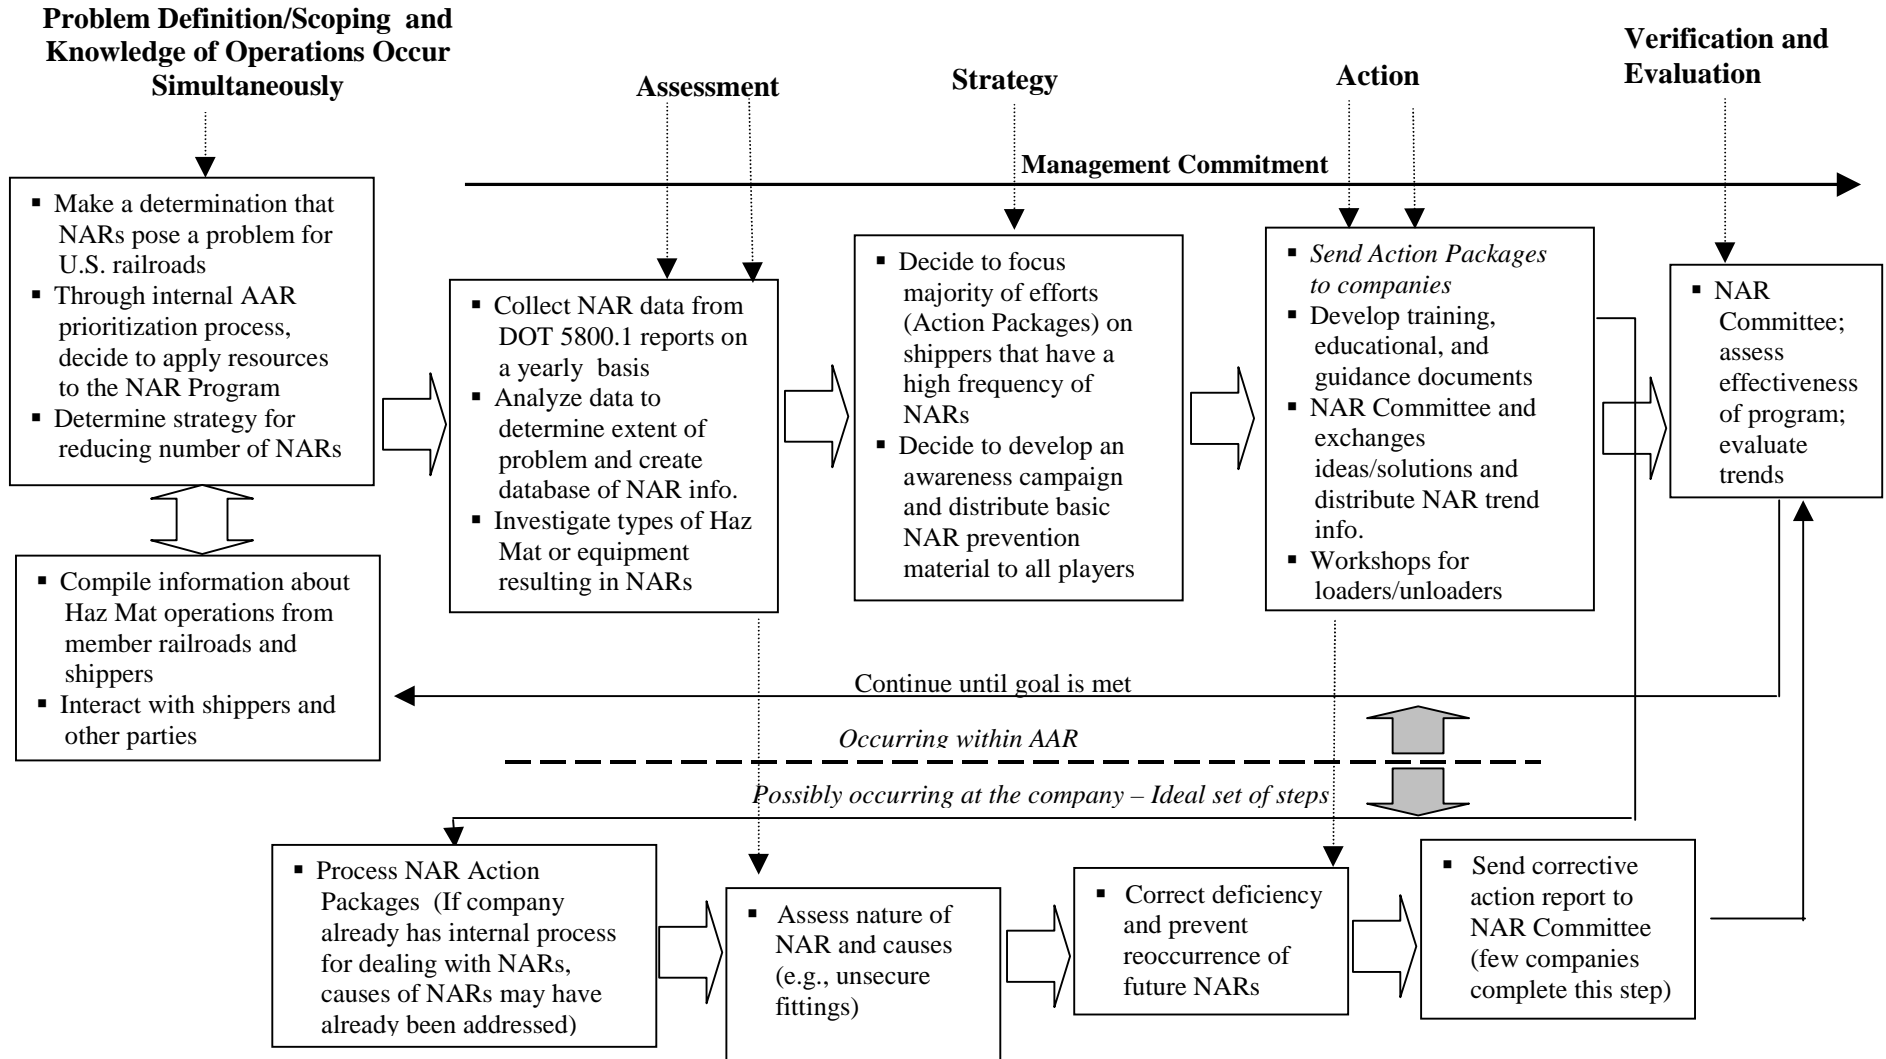 Problem Definition/Scoping and
Knowledge of Operations Occur
Simultaneously
Assessment
Strategy
Action
Verification and
Evaluation
Management Commitment
▪ Make a determination that
NARs pose a problem for
U.S. railroads
▪ Through internal AAR
prioritization process,
decide to apply resources
to the NAR Program
▪ Determine strategy for
reducing number of NARs
▪ Compile information about
Haz Mat operations from
member railroads and
shippers
▪ Interact with shippers and
other parties
▪ Collect NAR data from
DOT 5800.1 reports on
a yearly basis
▪ Analyze data to
determine extent of
problem and create
database of NAR info.
▪ Investigate types of Haz
Mat or equipment
resulting in NARs
▪ Decide to focus
majority of efforts
(Action Packages) on
shippers that have a
high frequency of
NARs
▪ Decide to develop an
awareness campaign
and distribute basic
NAR prevention
material to all players
▪ Send Action Packages
to companies
▪ Develop training,
educational, and
guidance documents
▪ NAR Committee and
exchanges
ideas/solutions and
distribute NAR trend
info.
▪ Workshops for
loaders/unloaders
▪ NAR
Committee;
assess
effectiveness
of program;
evaluate
trends
Continue until goal is met
Occurring within AAR
Possibly occurring at the company – Ideal set of steps
▪ Process NAR Action
Packages (If company
already has internal process
for dealing with NARs,
causes of NARs may have
already been addressed)
▪ Assess nature of
NAR and causes
(e.g., unsecure
fittings)
▪ Correct deficiency
and prevent
reoccurrence of
future NARs
▪ Send corrective
action report to
NAR Committee
(few companies
complete this step)